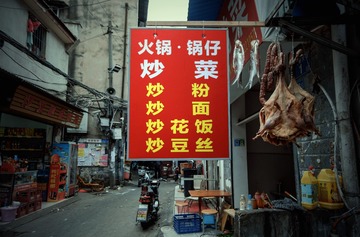 火锅·锅仔
炒 菜
炒 粉
炒 面
炒 花 饭
炒 豆 丝